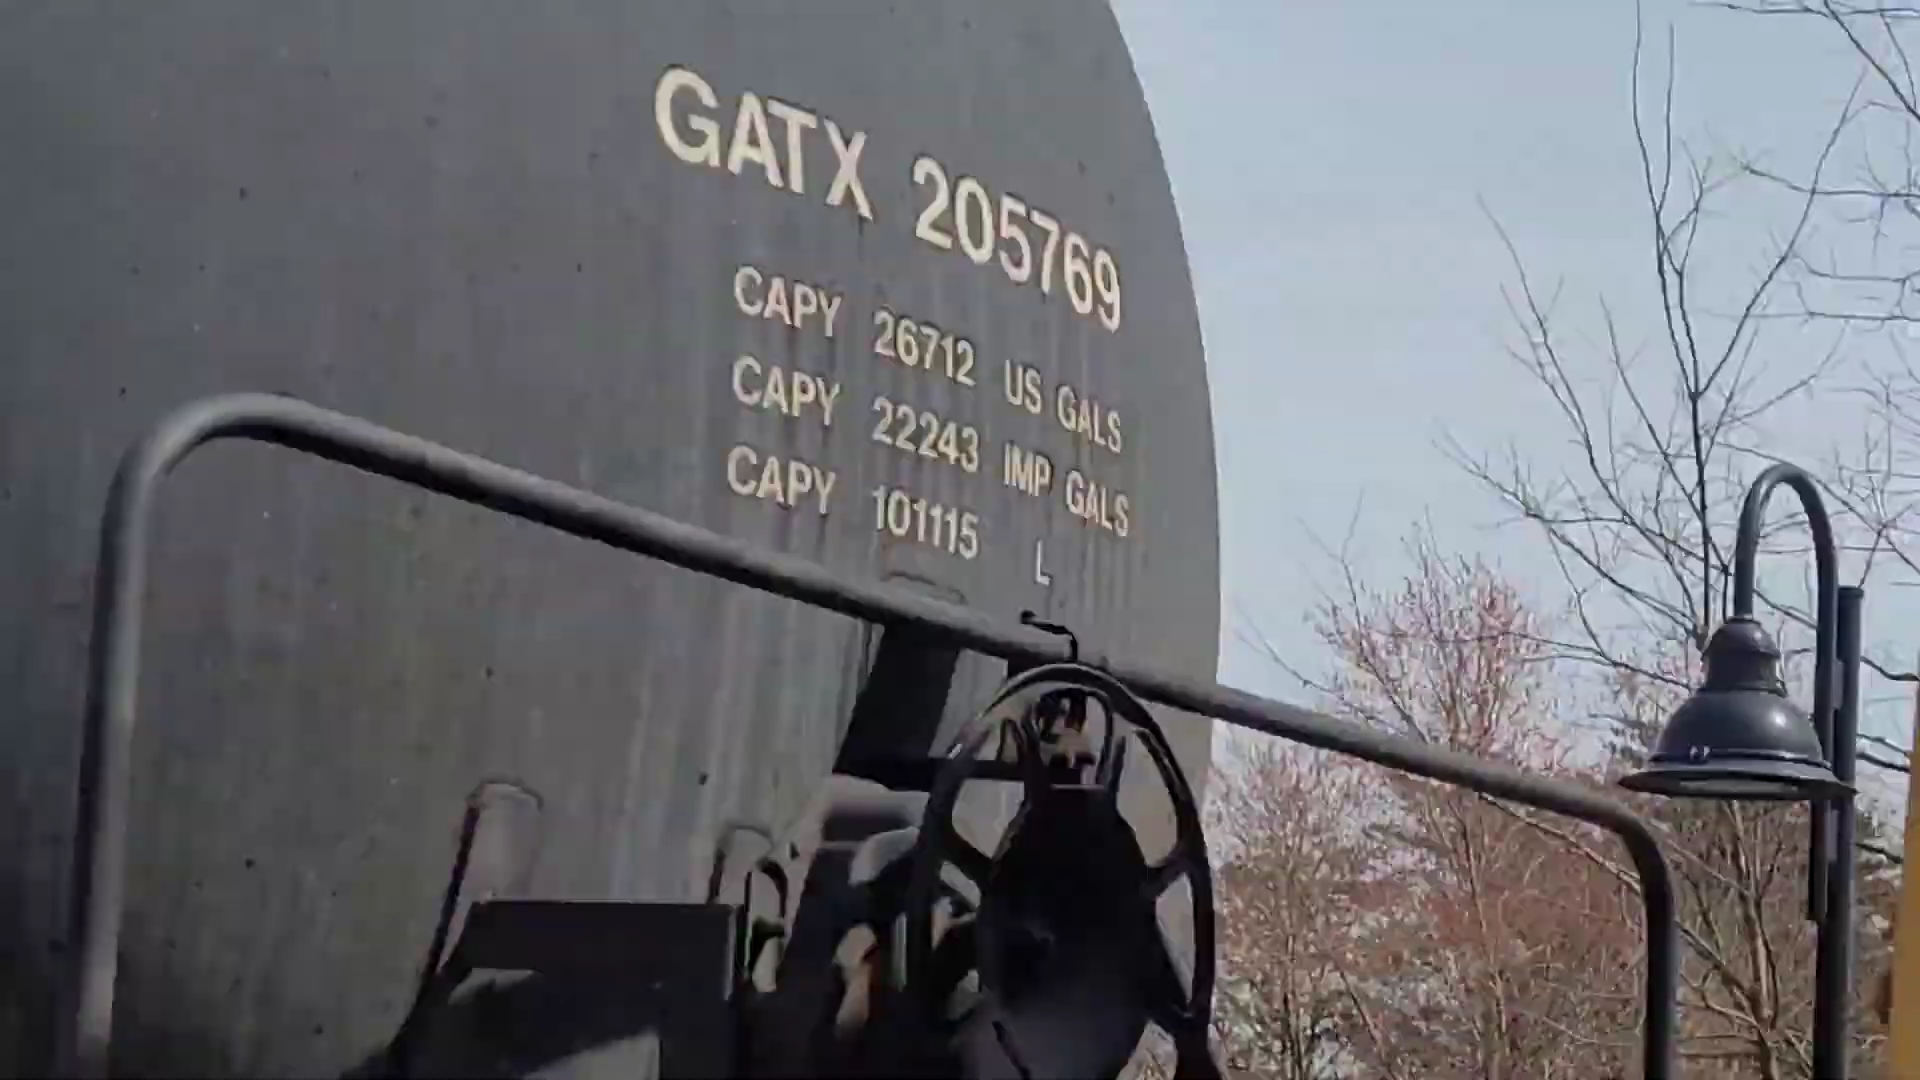 GATX 205769
CAPY 26712 US GALS
CAPY 22243 IMP GALS
CAPY 101115 L